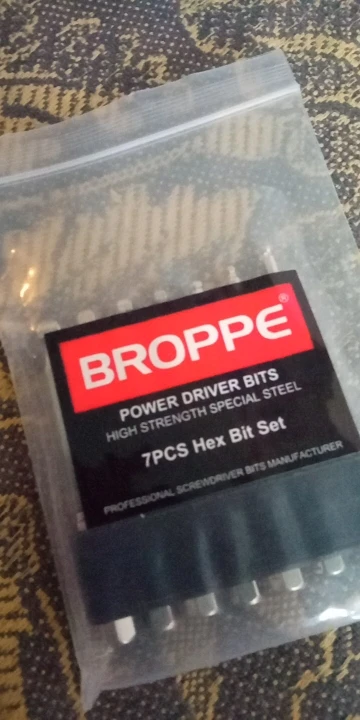 BROPPE®
POWER DRIVER BITS
HIGH STRENGTH SPECIAL STEEL
7PCS Hex Bit Set
PROFESSIONAL SCREWDRIVER BITS MANUFACTURER